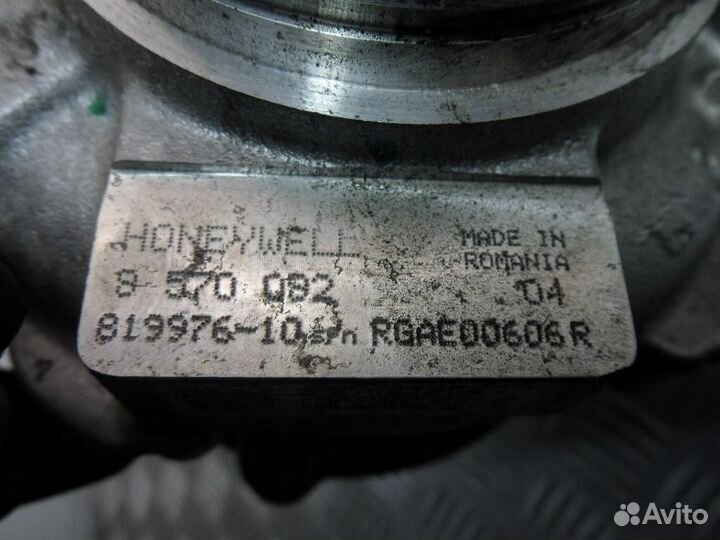 HONEYWELL
MADE IN
ROMANIA
8 570 082
04
819976-10 s/n RGAE00606R
Avito